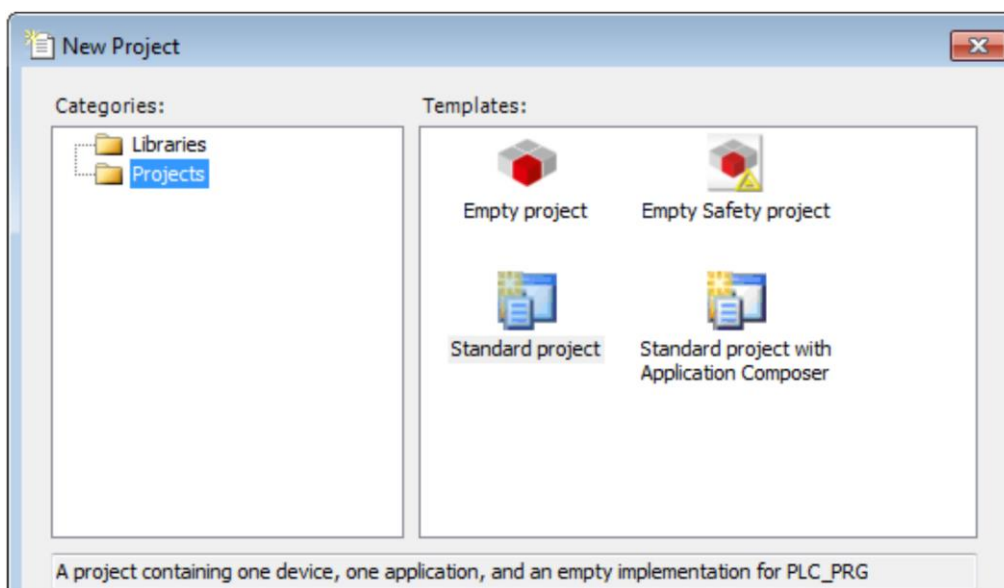 New Project
Categories:
Templates:
Libraries
Projects
Empty project
Empty Safety project
Standard project
Standard project with
Application Composer
A project containing one device, one application, and an empty implementation for PLC_PRG